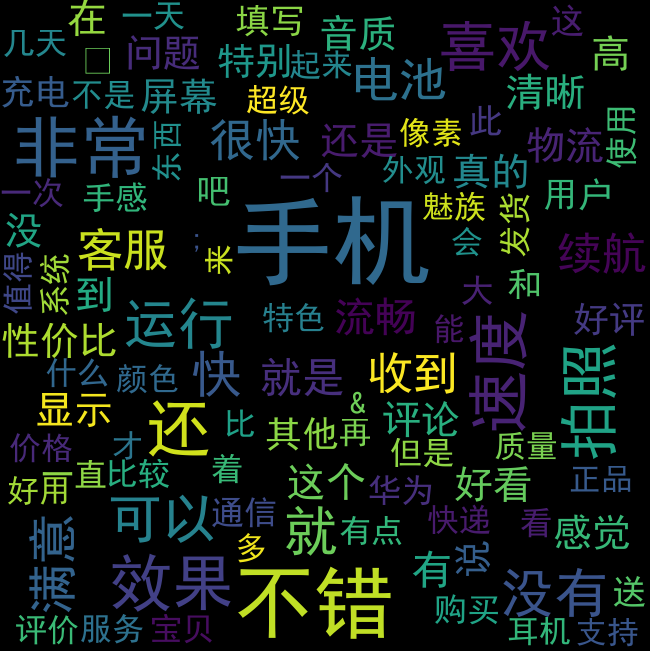 在
一天
填写
音质
喜欢
这
几天
□
问题
特别
起来
电池
高
充电
不是
屏幕
超级
清晰
非常
东西
很快
还是
像素
此
物流
使用
一次
手感
吧
一个
外观
真的
魅族
用户
没
客服
；
来
手机
会
发货
续航
值得
系统
到
和
大
性价比
运行
特色
流畅
能
好评
什么
颜色
快
就是
收到
速度
拍照
显示
还
比
&
其他
再
评论
但是
质量
价格
才
好用
直
比较
着
这个
华为
好看
正品
可以
通信
多
就
有点
快递
看
感觉
满意
效果
不错
有
说
没有
送
购买
评价
服务
宝贝
耳机
支持